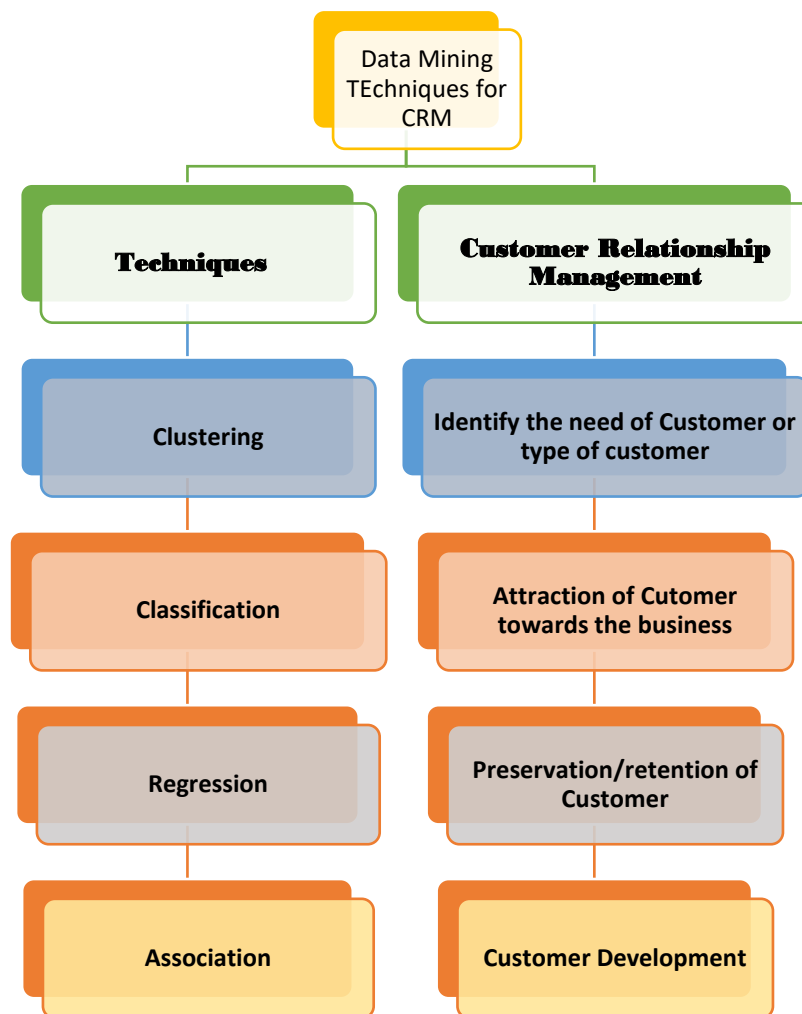 Data Mining
TEchniques for
CRM
Techniques
Customer Relationship
Management
Clustering
Identify the need of Customer or
type of customer
Classification
Attraction of Cutomer
towards the business
Regression
Preservation/retention of
Customer
Association
Customer Development